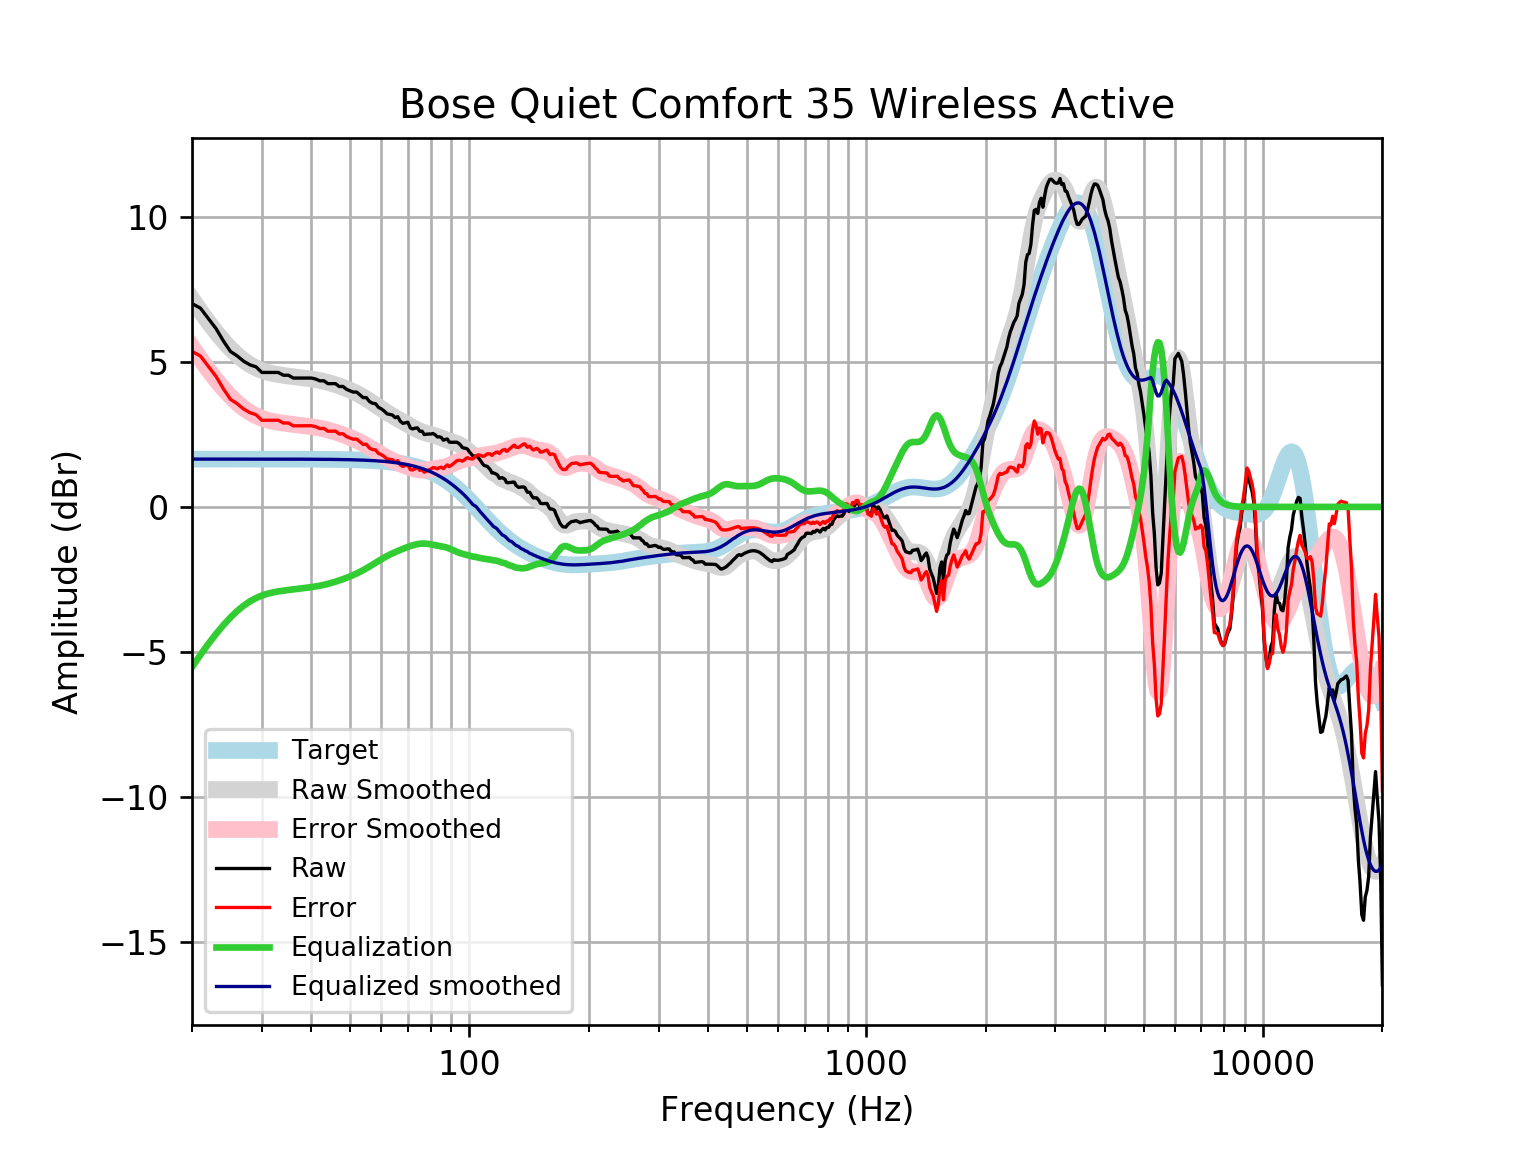 Bose Quiet Comfort 35 Wireless Active
Amplitude (dBr)
10
5
0
−5
−10
−15
Target
Raw Smoothed
Error Smoothed
Raw
Error
Equalization
Equalized smoothed
100
1000
10000
Frequency (Hz)